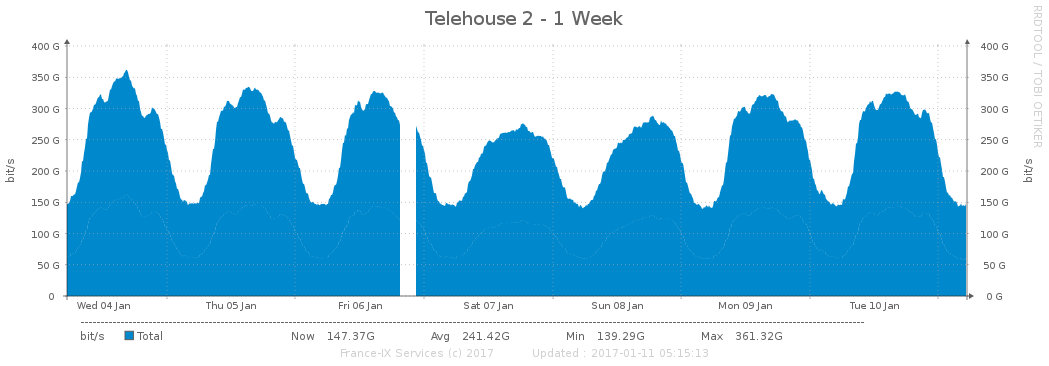 Telehouse 2 - 1 Week
RRDTOOL / TOBI OETIKER
400 G 400 G
350 G 350 G
300 G 300 G
250 G 250 G
200 G 200 G
150 G 150 G
100 G 100 G
50 G 50 G
0 0 G
bit/s bit/s
Wed 04 Jan Thu 05 Jan Fri 06 Jan Sat 07 Jan Sun 08 Jan Mon 09 Jan Tue 10 Jan
bit/s Total Now 147.37G Avg 241.42G Min 139.29G Max 361.32G
France-IX Services (c) 2017 Updated : 2017-01-11 05:15:13